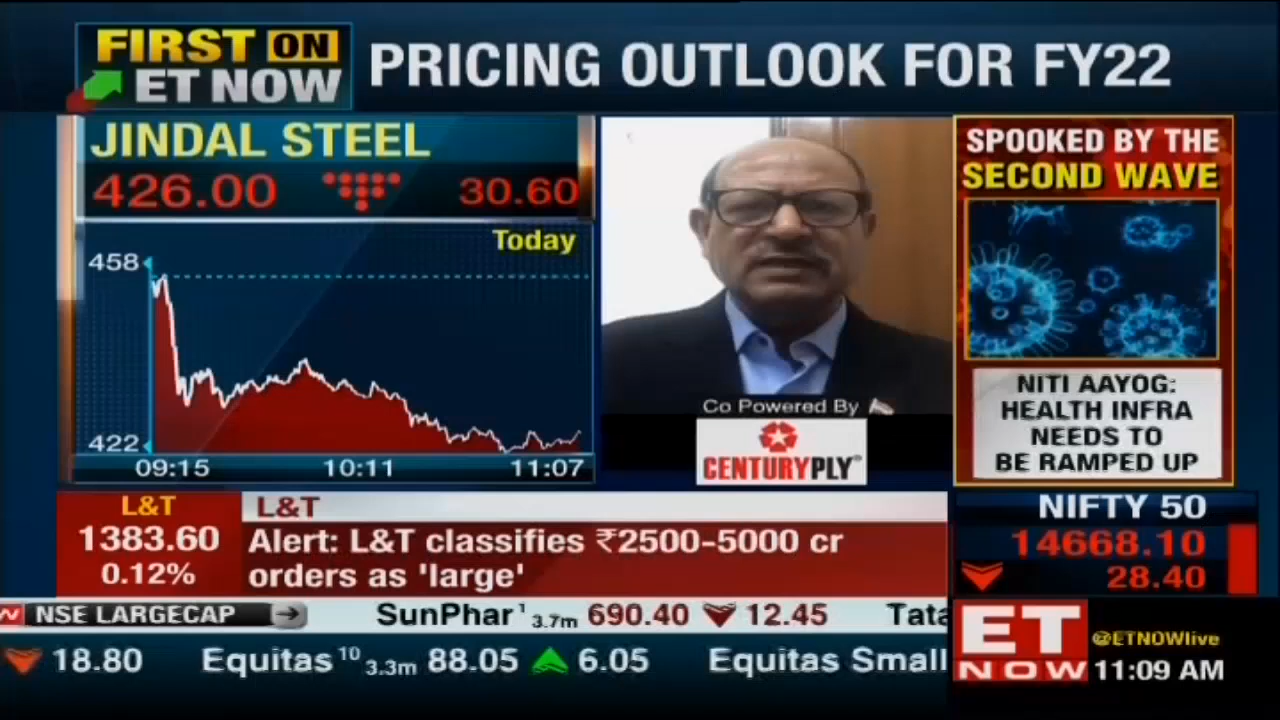 FIRST ON
ET NOW
PRICING OUTLOOK FOR FY22
JINDAL STEEL
426.00 30.60
Today
458
422
09:15 10:11 11:07
Co Powered By
CENTURYPLY
SPOOKED BY THE
SECOND WAVE
NITI AAYOG:
HEALTH INFRA
NEEDS TO
BE RAMPED UP
L&T
1383.60
0.12%
L&T
Alert: L&T classifies ₹2500-5000 cr
orders as 'large'
NIFTY 50
14668.10
28.40
NSE LARGECAP SunPhar 1 3.7m 690.40 12.45 Tata
18.80 Equitas 10 3.3m 88.05 6.05 Equitas Small
ET
NOW
@ETNOWlive
11:09 AM